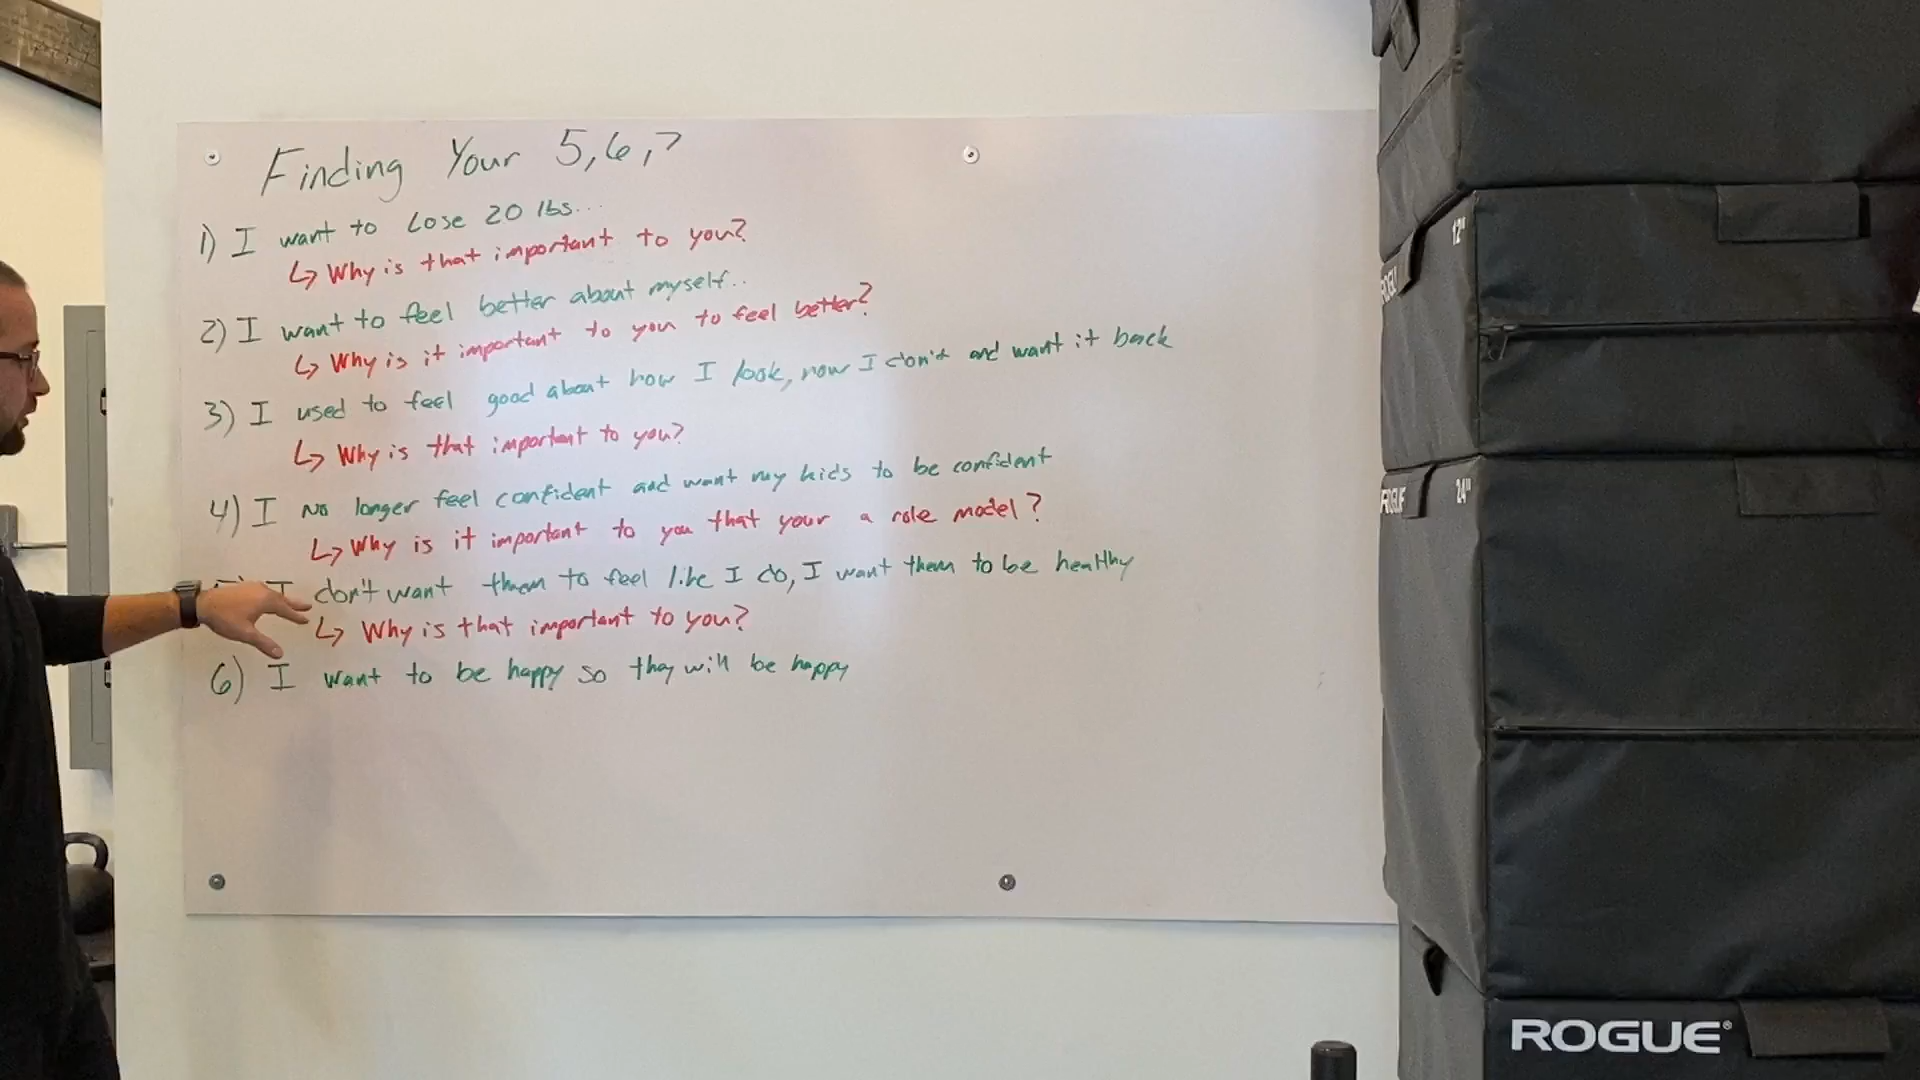 Finding Your 5,6,7
1) I want to Lose 20 lbs...
↳ Why is that important to you?
2) I want to feel better about myself..
↳ Why is it important to you to feel better?
3) I used to feel good about how I look, now I don't and want it back
↳ Why is that important to you?
4) I no longer feel confident and want my kids to be confident
↳ Why is it important to you that your a role model?
I don't want them to feel like I do, I want them to be healthy
↳ Why is that important to you?
6) I want to be happy so they will be happy
12"
ROGUE
24"
ROGUE®